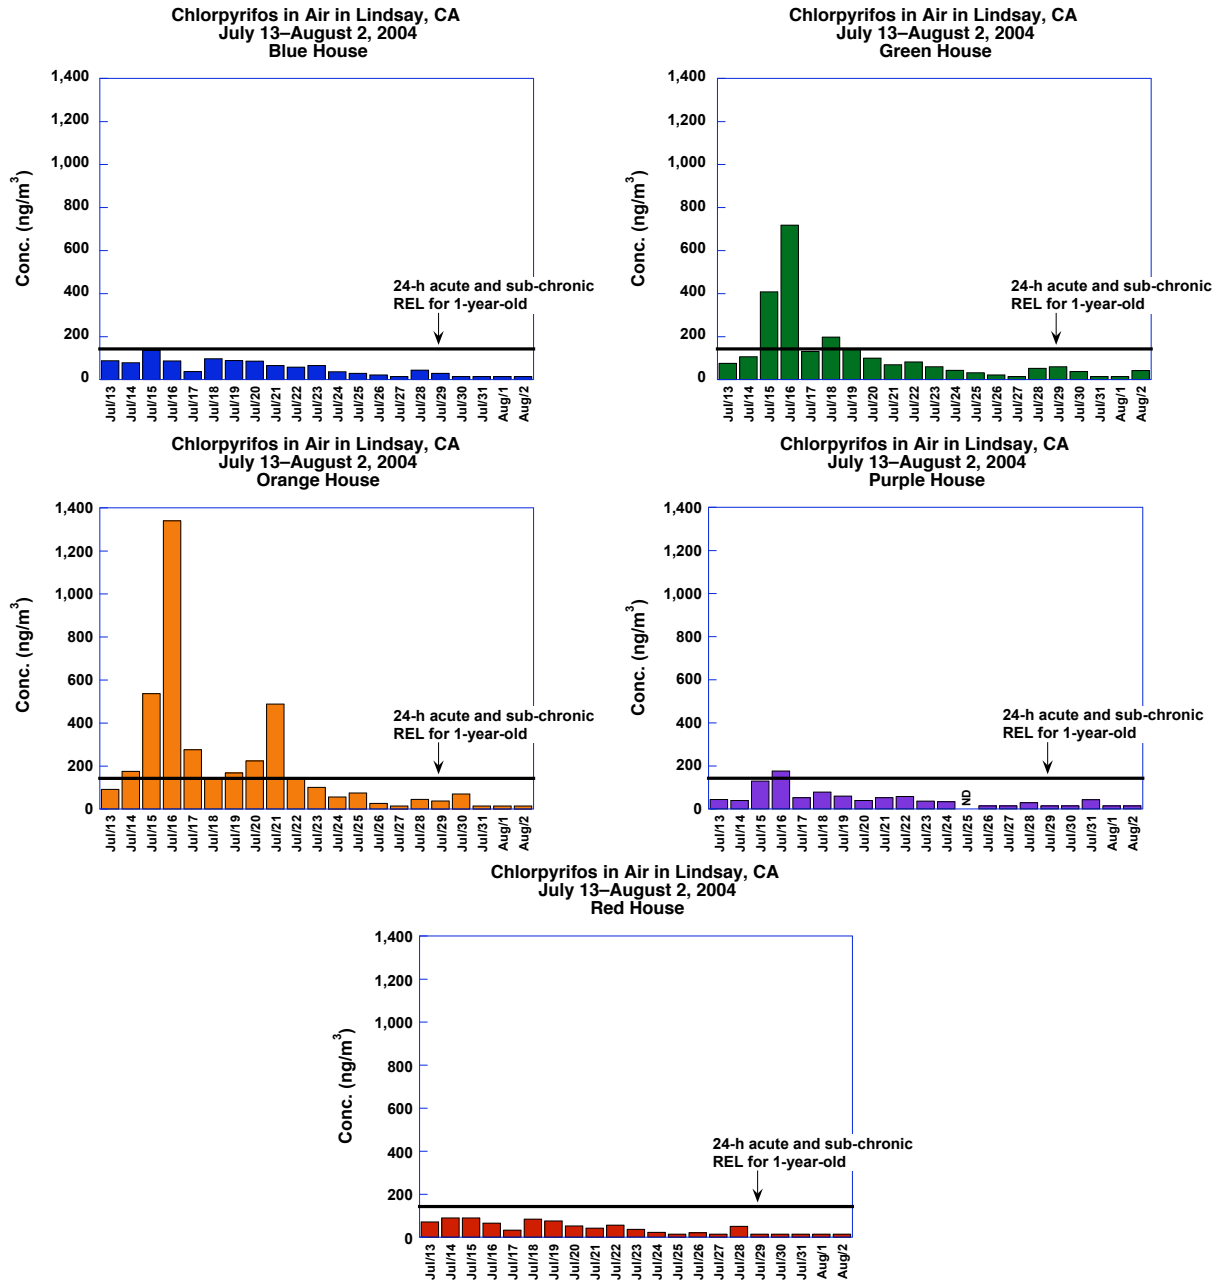 Chlorpyrifos in Air in Lindsay, CA
July 13–August 2, 2004
Blue House
1,400
1,200
1,000
800
600
400
200
0
Conc. (ng/m³)
24-h acute and sub-chronic
REL for 1-year-old
Jul/13
Jul/14
Jul/15
Jul/16
Jul/17
Jul/18
Jul/19
Jul/20
Jul/21
Jul/22
Jul/23
Jul/24
Jul/25
Jul/26
Jul/27
Jul/28
Jul/29
Jul/30
Jul/31
Aug/1
Aug/2
Chlorpyrifos in Air in Lindsay, CA
July 13–August 2, 2004
Green House
1,400
1,200
1,000
800
600
400
200
0
Conc. (ng/m³)
24-h acute and sub-chronic
REL for 1-year-old
Jul/13
Jul/14
Jul/15
Jul/16
Jul/17
Jul/18
Jul/19
Jul/20
Jul/21
Jul/22
Jul/23
Jul/24
Jul/25
Jul/26
Jul/27
Jul/28
Jul/29
Jul/30
Jul/31
Aug/1
Aug/2
Chlorpyrifos in Air in Lindsay, CA
July 13–August 2, 2004
Orange House
1,400
1,200
1,000
800
600
400
200
0
Conc. (ng/m³)
24-h acute and sub-chronic
REL for 1-year-old
Jul/13
Jul/14
Jul/15
Jul/16
Jul/17
Jul/18
Jul/19
Jul/20
Jul/21
Jul/22
Jul/23
Jul/24
Jul/25
Jul/26
Jul/27
Jul/28
Jul/29
Jul/30
Jul/31
Aug/1
Aug/2
Chlorpyrifos in Air in Lindsay, CA
July 13–August 2, 2004
Purple House
1,400
1,200
1,000
800
600
400
200
0
Conc. (ng/m³)
24-h acute and sub-chronic
REL for 1-year-old
ND
Jul/13
Jul/14
Jul/15
Jul/16
Jul/17
Jul/18
Jul/19
Jul/20
Jul/21
Jul/22
Jul/23
Jul/24
Jul/25
Jul/26
Jul/27
Jul/28
Jul/29
Jul/30
Jul/31
Aug/1
Aug/2
Chlorpyrifos in Air in Lindsay, CA
July 13–August 2, 2004
Red House
1,400
1,200
1,000
800
600
400
200
0
Conc. (ng/m³)
24-h acute and sub-chronic
REL for 1-year-old
Jul/13
Jul/14
Jul/15
Jul/16
Jul/17
Jul/18
Jul/19
Jul/20
Jul/21
Jul/22
Jul/23
Jul/24
Jul/25
Jul/26
Jul/27
Jul/28
Jul/29
Jul/30
Jul/31
Aug/1
Aug/2